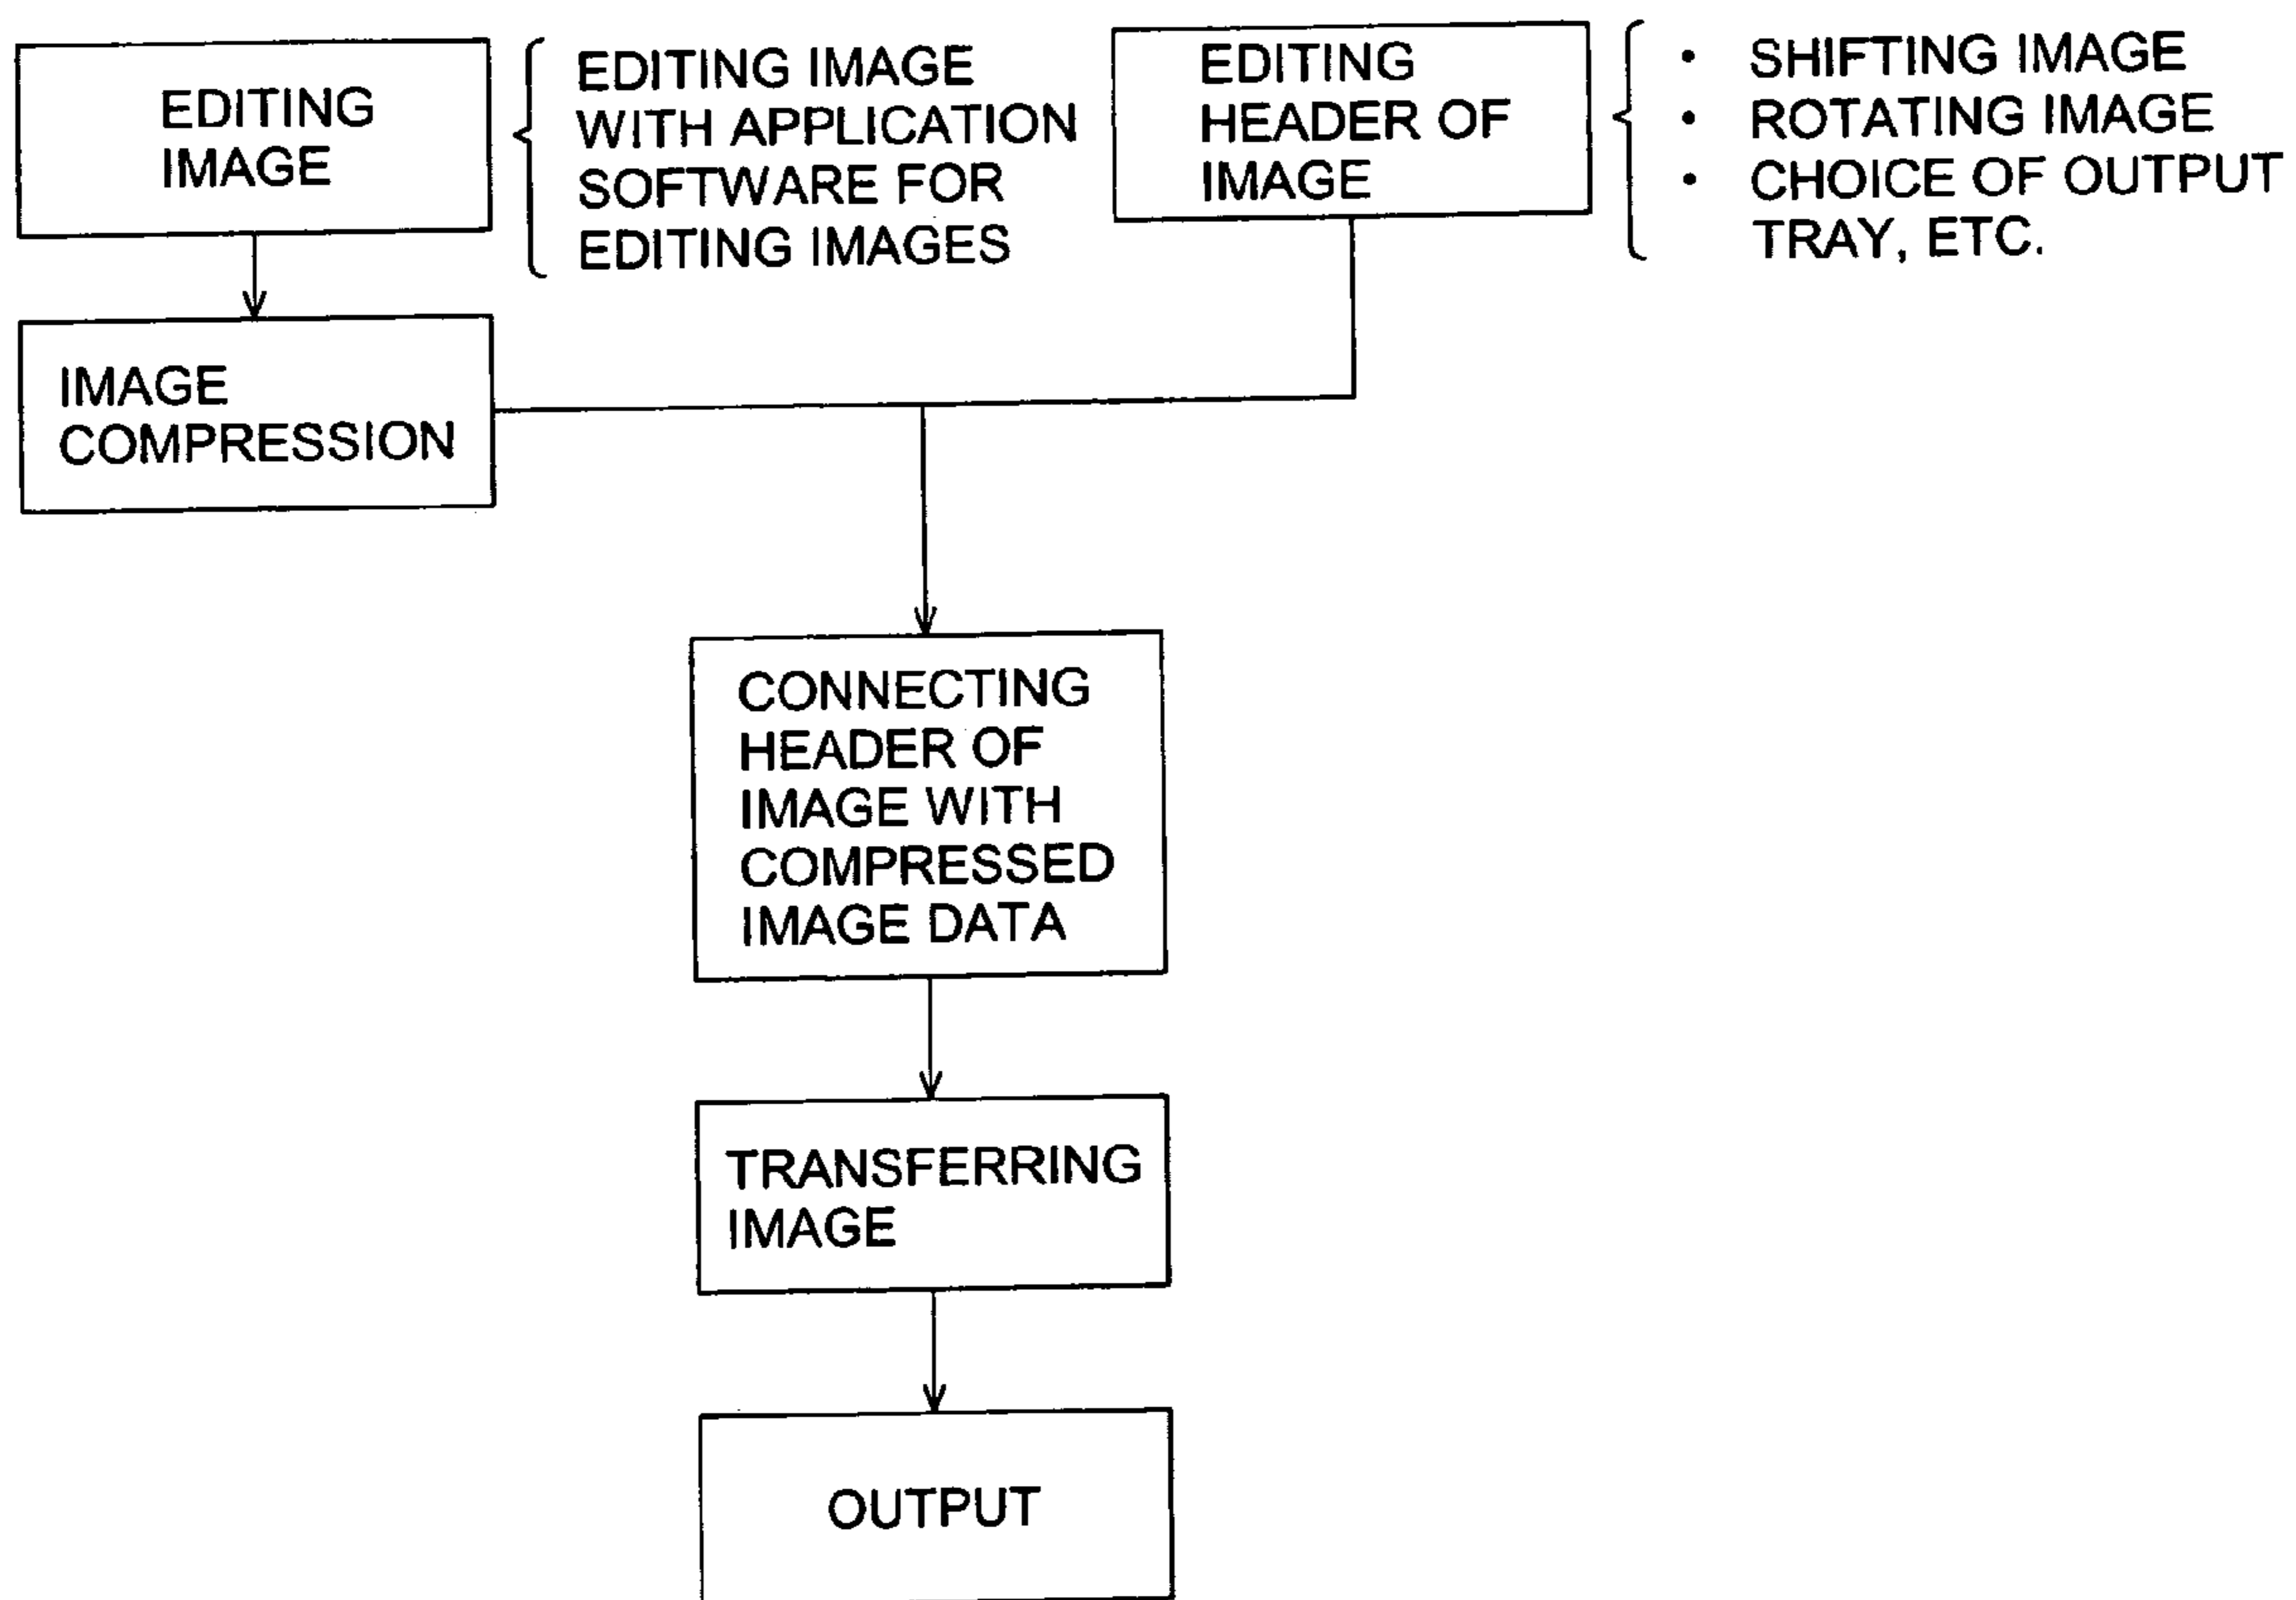 EDITING
IMAGE
EDITING IMAGE
WITH APPLICATION
SOFTWARE FOR
EDITING IMAGES
EDITING
HEADER OF
IMAGE
• SHIFTING IMAGE
• ROTATING IMAGE
• CHOICE OF OUTPUT
TRAY, ETC.
IMAGE
COMPRESSION
CONNECTING
HEADER OF
IMAGE WITH
COMPRESSED
IMAGE DATA
TRANSFERRING
IMAGE
OUTPUT